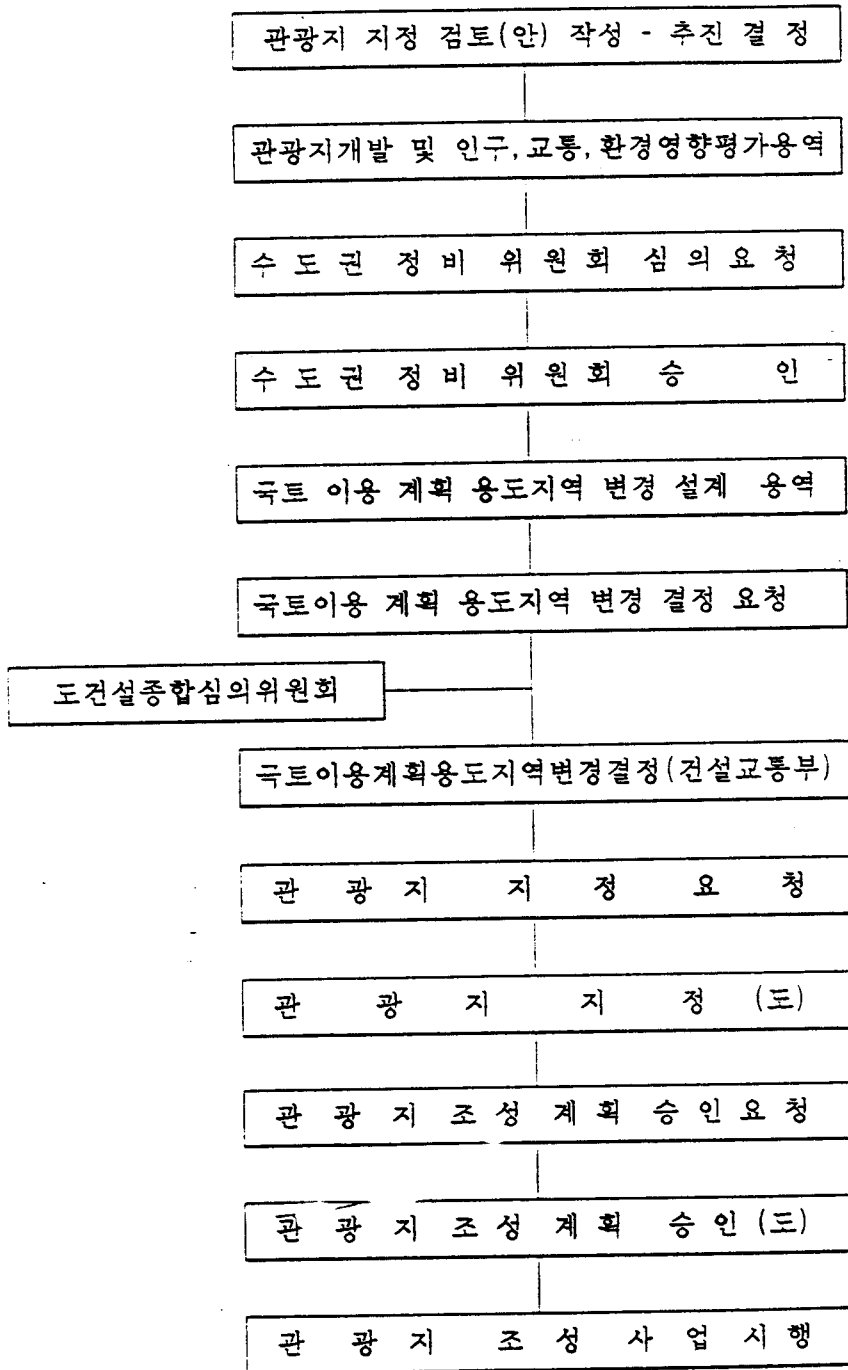 관광지 지정 검토(안) 작성 - 추진 결정
관광지개발 및 인구,교통,환경영향평가용역
수도권 정비 위원회 심의요청
수도권 정비 위원회 승 인
국토 이용 계획 용도지역 변경 설계 용역
국토이용 계획 용도지역 변경 결정 요청
도건설종합심의위원회
국토이용계획용도지역변경결정(건설교통부)
관 광 지 지 정 요 청
관 광 지 지 정 (도)
관 광 지 조 성 계 획 승 인 요 청
관 광 지 조 성 계 획 승 인 (도)
관 광 지 조 성 사 업 시 행